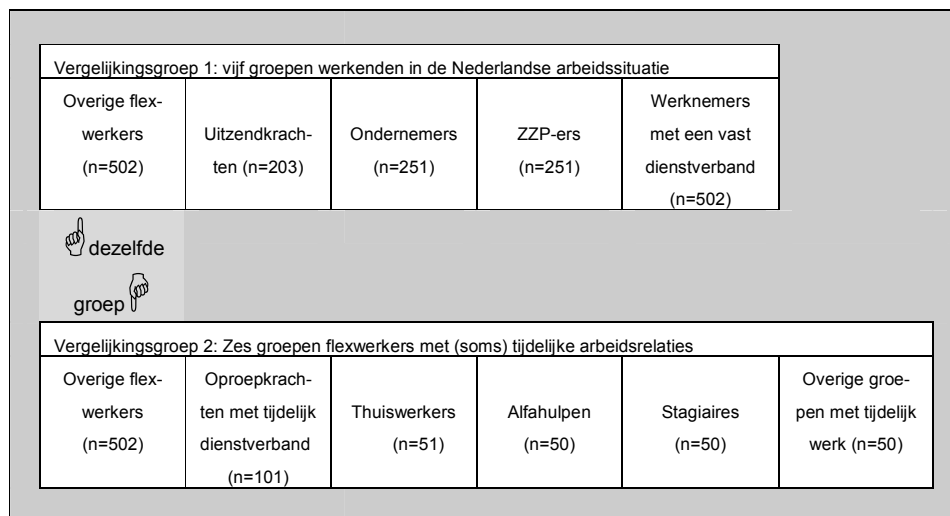 Vergelijkingsgroep 1: vijf groepen werkenden in de Nederlandse arbeidssituatie
Overige flex-
werkers
(n=502)
Uitzendkrach-
ten (n=203)
Ondernemers
(n=251)
ZZP-ers
(n=251)
Werknemers
met een vast
dienstverband
(n=502)
dezelfde
groep
Vergelijkingsgroep 2: Zes groepen flexwerkers met (soms) tijdelijke arbeidsrelaties
Overige flex-
werkers
(n=502)
Oproepkrach-
ten met tijdelijk
dienstverband
(n=101)
Thuiswerkers
(n=51)
Alfahulpen
(n=50)
Stagiaires
(n=50)
Overige groe-
pen met tijdelijk
werk (n=50)